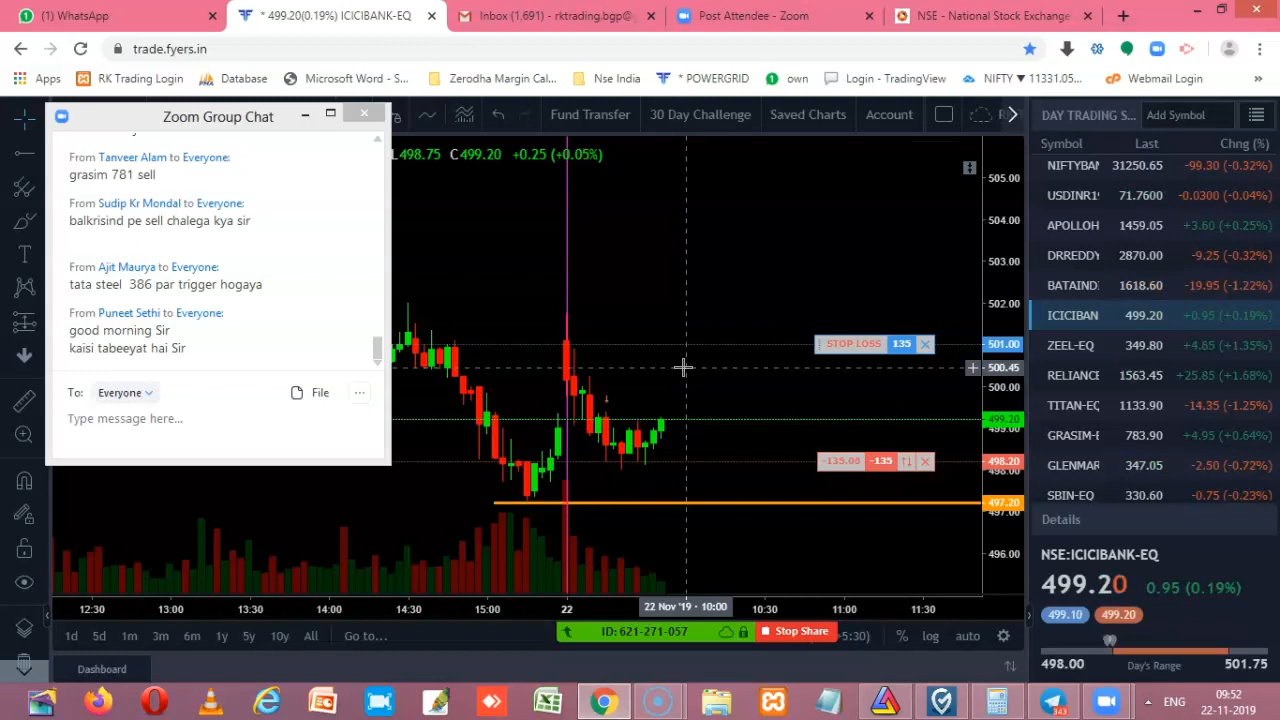 (1) WhatsApp
* 499.20(0.19%) ICICIBANK-EQ
Inbox (1,691) - rktrading.bgp@
Post Attendee - Zoom
NSE - National Stock Exchange
trade.fyers.in
Apps
RK Trading Login
Database
Microsoft Word - S...
Zerodha Margin Cal...
Nse India
* POWERGRID
own
Login - TradingView
NIFTY ▼ 11331.05...
Webmail Login
»
Zoom Group Chat
From Tanveer Alam to Everyone:
grasim 781 sell
From Sudip Kr Mondal to Everyone:
balkrisind pe sell chalega kya sir
From Ajit Maurya to Everyone:
tata steel 386 par trigger hogaya
From Puneet Sethi to Everyone:
good morning Sir
kaisi tabeeyat hai Sir
To: Everyone
File
...
Type message here...
Fund Transfer
30 Day Challenge
Saved Charts
Account
L498.75 C499.20 +0.25 (+0.05%)
505.00
504.00
503.00
502.00
501.00
500.45
500.00
499.20
499.00
498.20
498.00
497.20
497.00
496.00
STOP LOSS 135
-135.08 -135
12:30 13:00 13:30 14:00 14:30 15:00 22 22 Nov '19 - 10:00 10:30 11:00 11:30
1d 5d 1m 3m 6m 1y 5y 10y All Go to...
ID: 621-271-057
Stop Share
+5:30)
% log auto
Dashboard
DAY TRADING S...
Add Symbol
Symbol Last Chng (%)
NIFTYBAN 31250.65 -99.30 (-0.32%)
USDINR1 71.7600 -0.0300 (-0.04%)
APOLLOH 1459.05 +3.60 (+0.25%)
DRREDDY 2870.00 -9.25 (-0.32%)
BATAIND 1618.60 -19.95 (-1.22%)
ICICIBAN 499.20 +0.95 (+0.19%)
ZEEL-EQ 349.80 +4.65 (+1.35%)
RELIANCE 1563.45 +25.85 (+1.68%)
TITAN-EQ 1133.90 -14.35 (-1.25%)
GRASIM-E 783.90 +4.95 (+0.64%)
GLENMAR 347.05 -2.50 (-0.72%)
SBIN-EQ 330.60 -0.75 (-0.23%)
Details
NSE:ICICIBANK-EQ
499.20 0.95 (0.19%)
499.10 499.20
498.00 Day's Range 501.75
343
ENG
09:52
22-11-2019